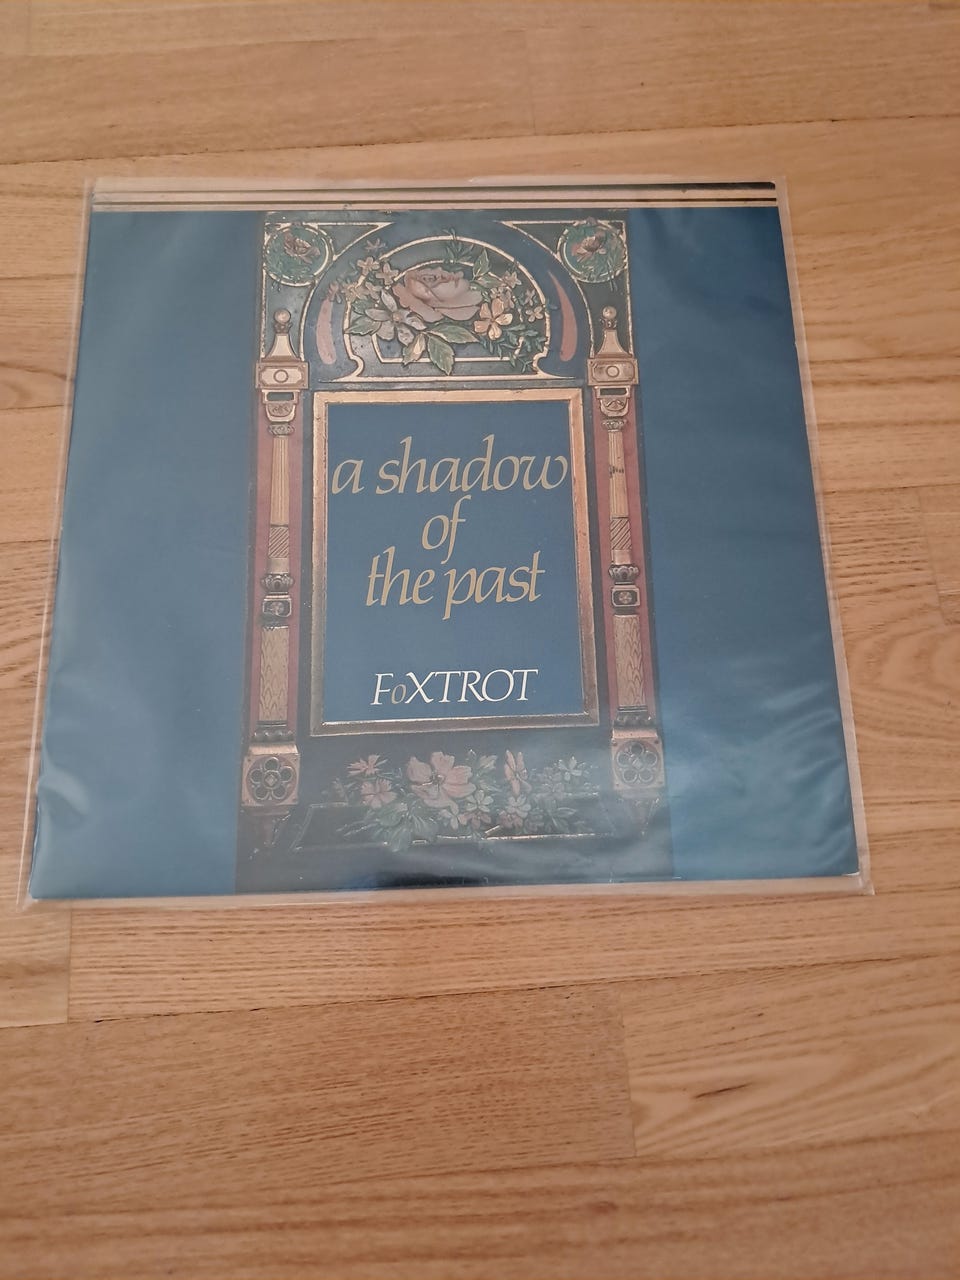 a shadow
of
the past
FoXTROT